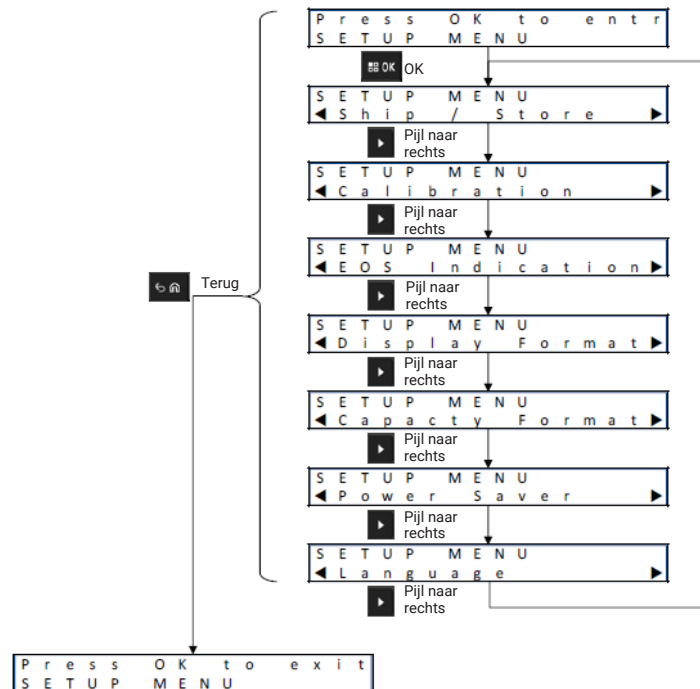 Press OK to entr
SETUP MENU
OK OK
SETUP MENU
Ship / Store
Pijl naar
rechts
SETUP MENU
Calibration
Pijl naar
rechts
SETUP MENU
EOS Indication
Pijl naar
rechts
Terug
SETUP MENU
Display Format
Pijl naar
rechts
SETUP MENU
Capacty Format
Pijl naar
rechts
SETUP MENU
Power Saver
Pijl naar
rechts
SETUP MENU
Language
Pijl naar
rechts
Press OK to exit
SETUP MENU